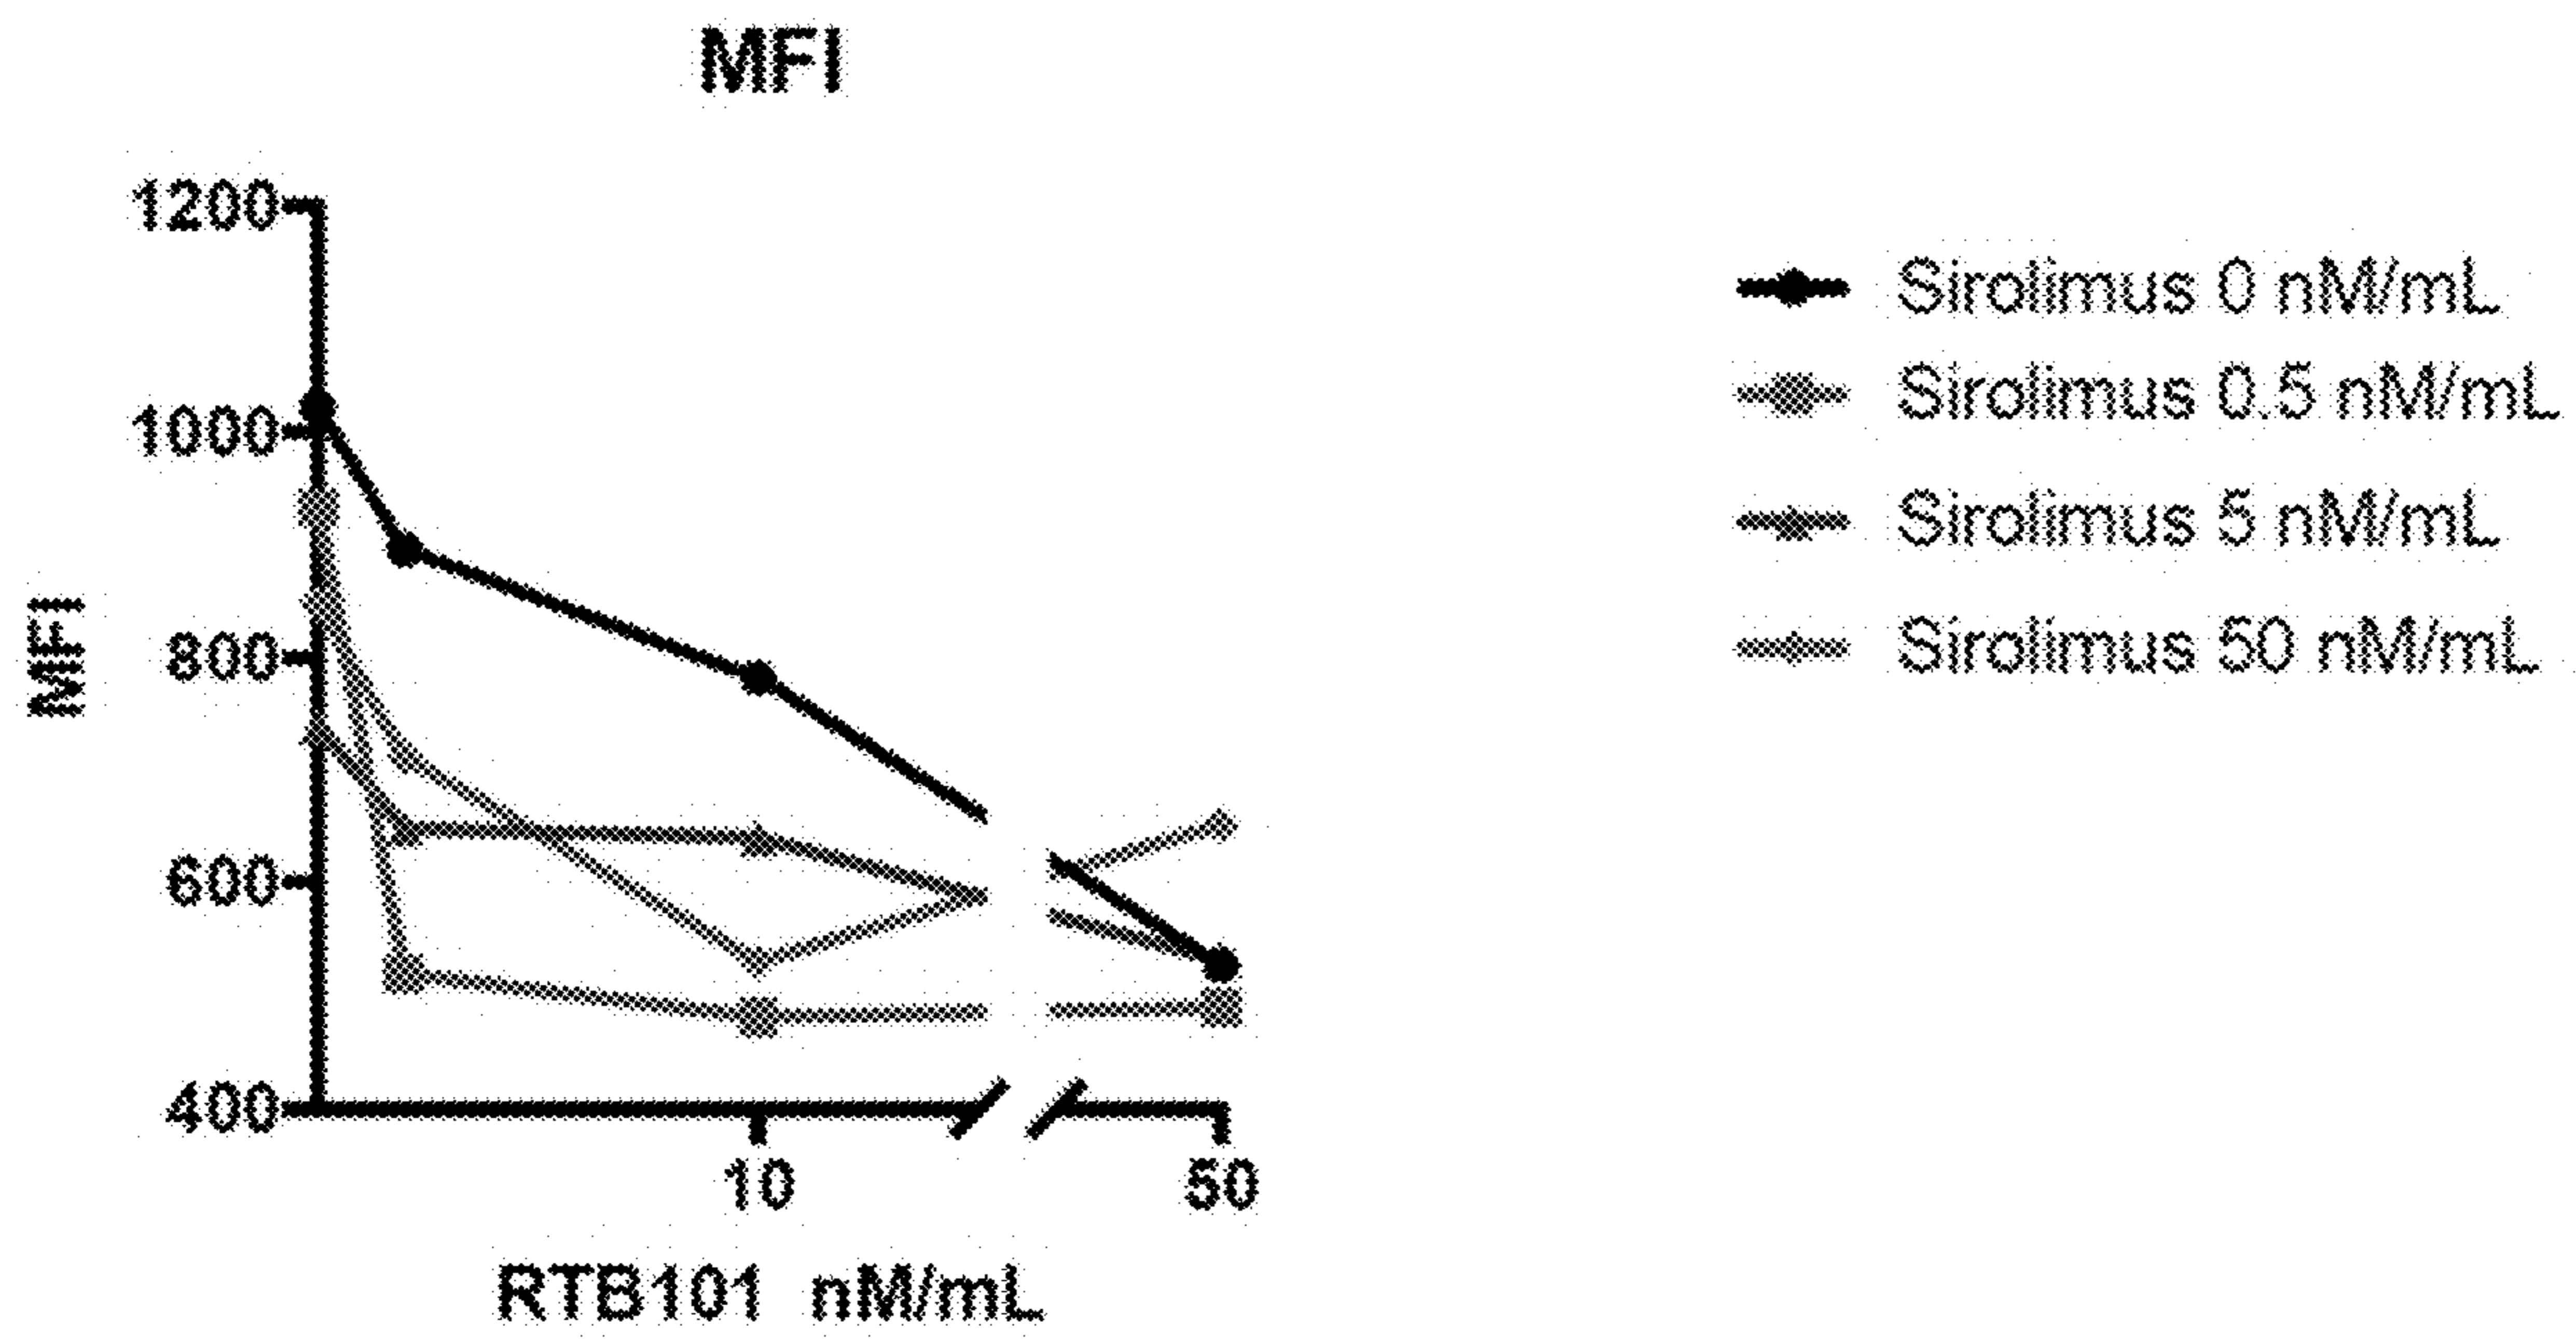 MFI
1200
1000
800
600
400
MFI
10
50
RTB101 nM/mL
Sirolimus 0 nM/mL
Sirolimus 0.5 nM/mL
Sirolimus 5 nM/mL
Sirolimus 50 nM/mL